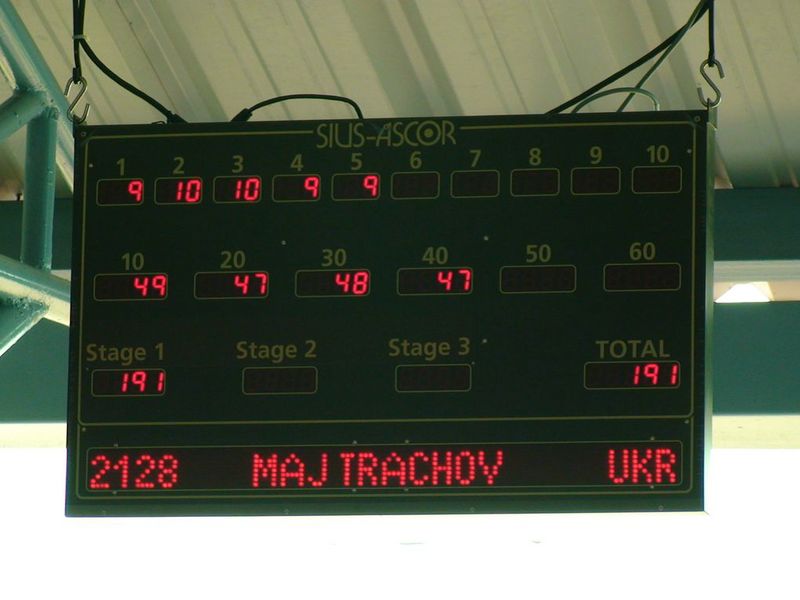 SIUS-ASCOR
1 2 3 4 5 6 7 8 9 10
9 10 10 9 9
10 20 30 40 50 60
49 47 48 47
Stage 1 Stage 2 Stage 3 TOTAL
191 191
2128 MAJ TRACHOV UKR